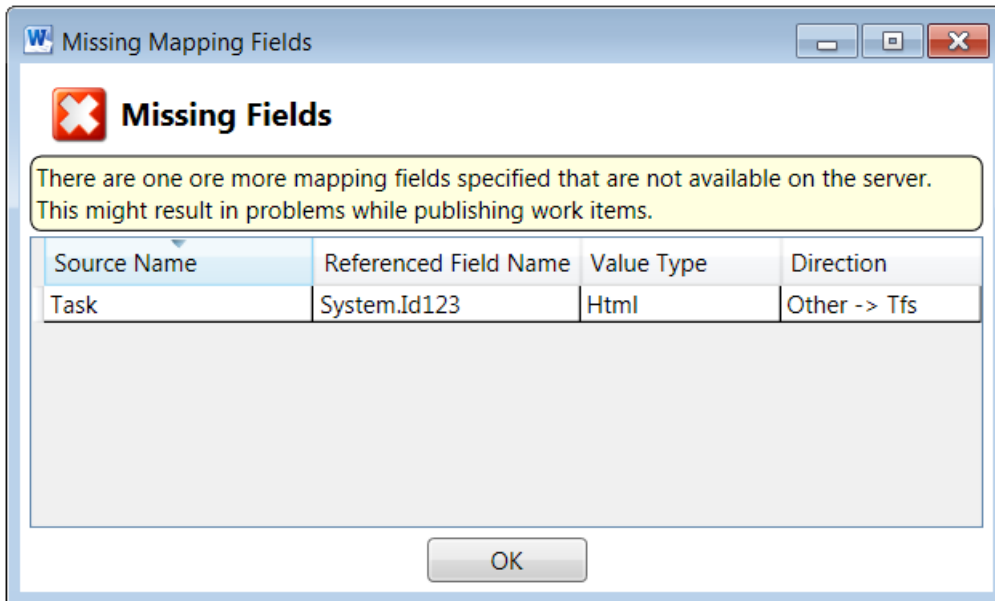 Missing Mapping Fields
Missing Fields
There are one ore more mapping fields specified that are not available on the server.
This might result in problems while publishing work items.
Source Name Referenced Field Name Value Type Direction
Task System.Id123 Html Other -> Tfs
OK